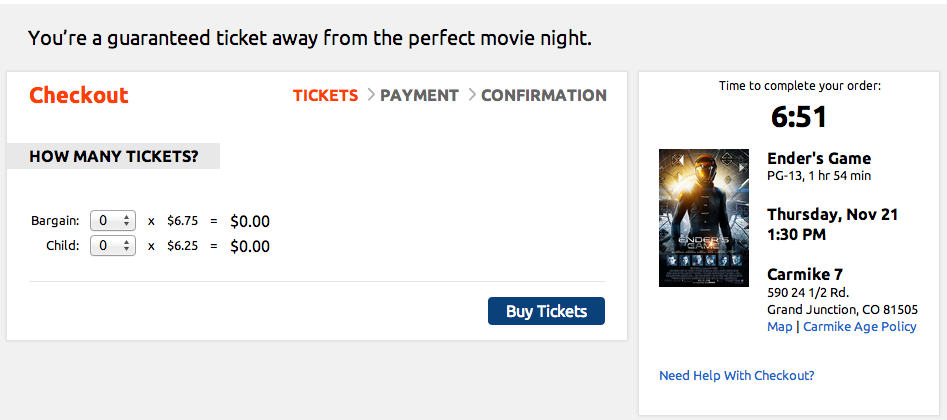 You're a guaranteed ticket away from the perfect movie night.
Checkout
TICKETS > PAYMENT > CONFIRMATION
HOW MANY TICKETS?
Bargain: 0 x $6.75 = $0.00
Child: 0 x $6.25 = $0.00
Buy Tickets
Time to complete your order:
6:51
ENDER'S
GAME
Ender's Game
PG-13, 1 hr 54 min
Thursday, Nov 21
1:30 PM
Carmike 7
590 24 1/2 Rd.
Grand Junction, CO 81505
Map | Carmike Age Policy
Need Help With Checkout?